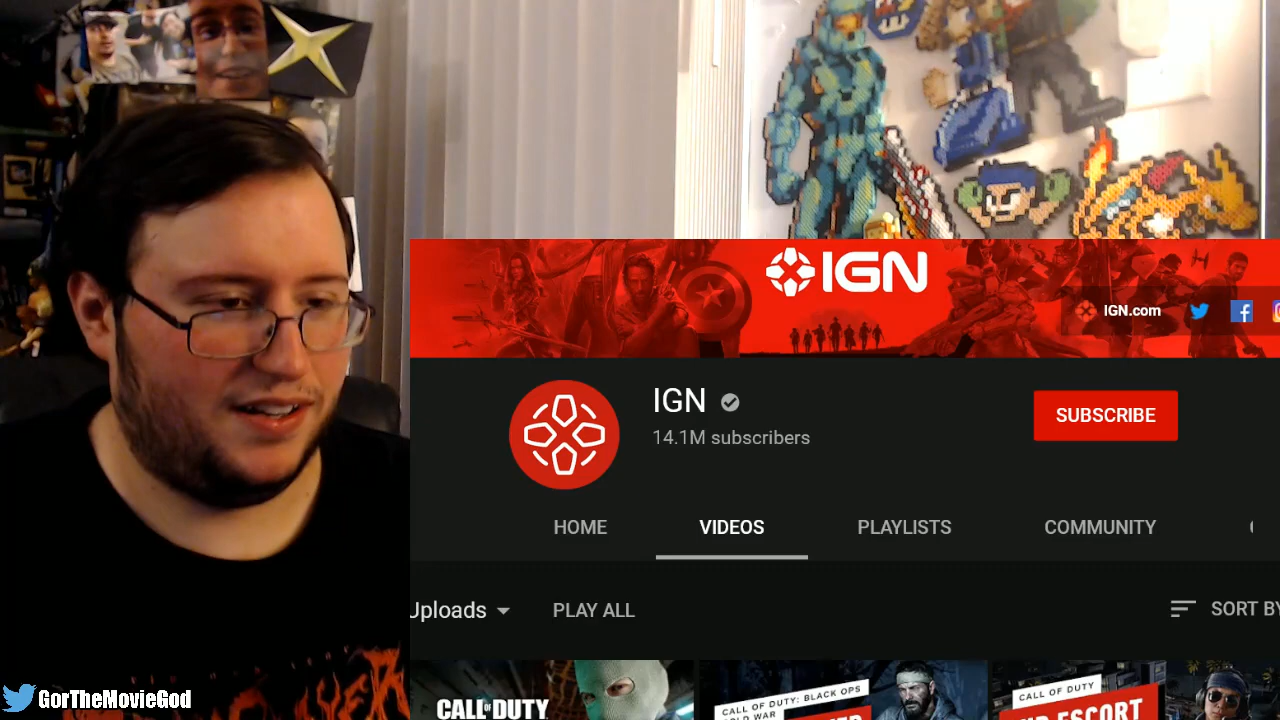 IGN
IGN.com
IGN
14.1M subscribers
SUBSCRIBE
HOME
VIDEOS
PLAYLISTS
COMMUNITY
Uploads
PLAY ALL
SORT BY
CALL OF DUTY
CALL OF DUTY: BLACK OPS
COLD WAR
CALL OF DUTY
ESCORT
GorTheMovieGod